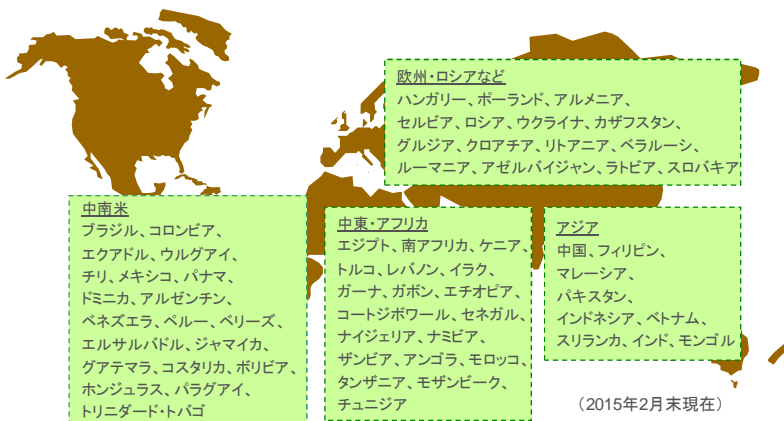 欧州・ロシアなど
ハンガリー、ポーランド、アルメニア、
セルビア、ロシア、ウクライナ、カザフスタン、
グルジア、クロアチア、リトアニア、ベラルーシ、
ルーマニア、アゼルバイジャン、ラトビア、スロバキア
中南米
ブラジル、コロンビア、
エクアドル、ウルグアイ、
チリ、メキシコ、パナマ、
ドミニカ、アルゼンチン、
ベネズエラ、ペルー、ベリーズ、
エルサルバドル、ジャマイカ、
グアテマラ、コスタリカ、ボリビア、
ホンジュラス、パラグアイ、
トリニダード・トバゴ
中東・アフリカ
エジプト、南アフリカ、ケニア、
トルコ、レバノン、イラク、
ガーナ、ガボン、エチオピア、
コートジボワール、セネガル、
ナイジェリア、ナミビア、
ザンビア、アンゴラ、モロッコ、
タンザニア、モザンビーク、
チュニジア
アジア
中国、フィリピン、
マレーシア、
パキスタン、
インドネシア、ベトナム、
スリランカ、インド、モンゴル
（2015年2月末現在）